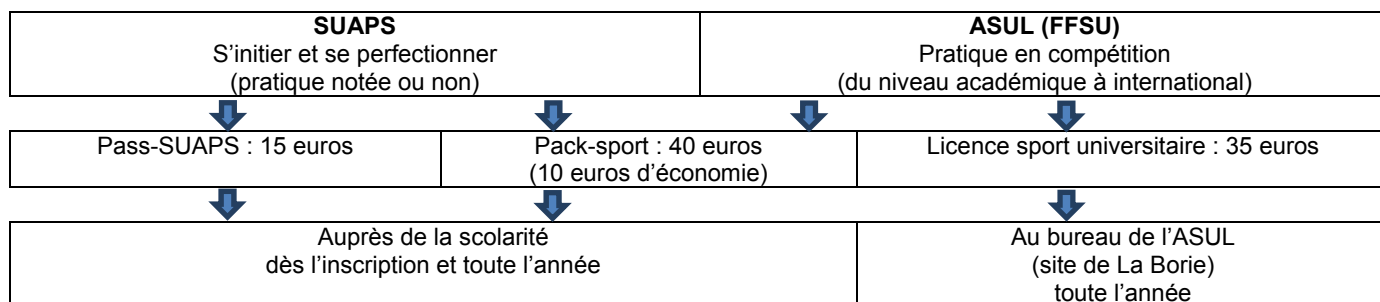 SUAPS
S’initier et se perfectionner
(pratique notée ou non)
ASUL (FFSU)
Pratique en compétition
(du niveau académique à international)
Pass-SUAPS : 15 euros
Pack-sport : 40 euros
(10 euros d’économie)
Licence sport universitaire : 35 euros
Auprès de la scolarité
dès l’inscription et toute l’année
Au bureau de l’ASUL
(site de La Borie)
toute l’année